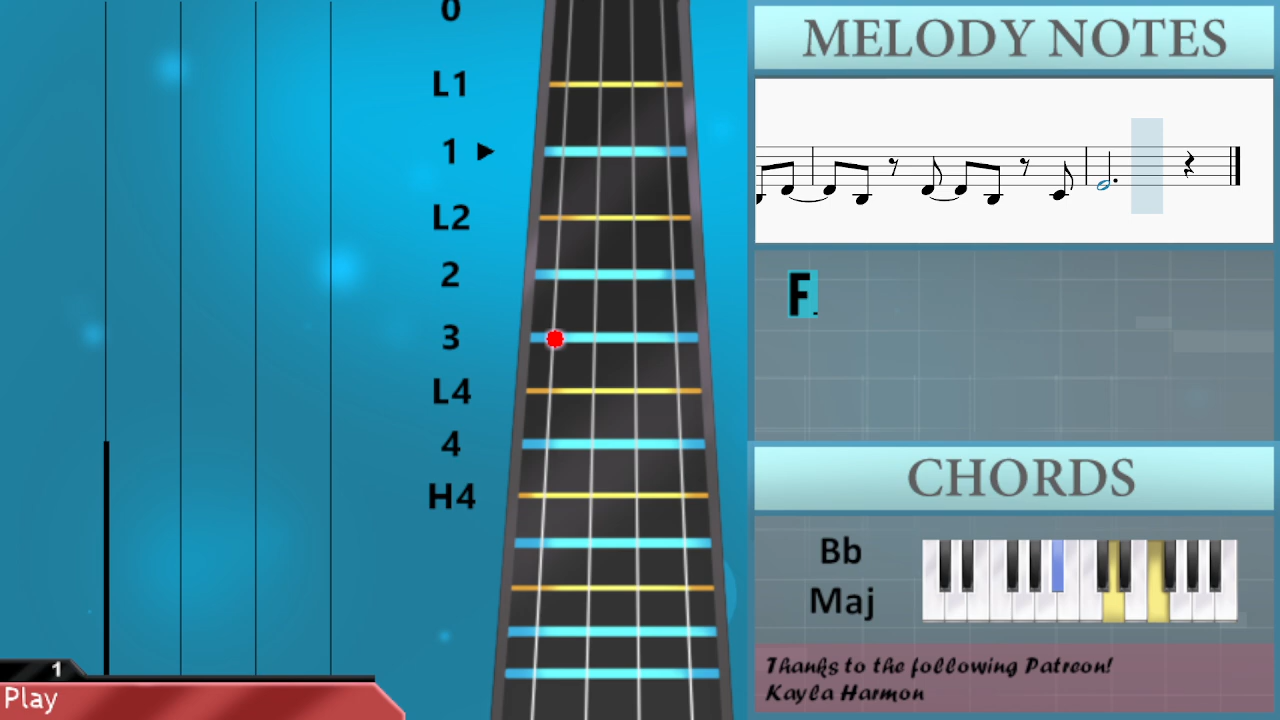 0
L1
1
L2
2
3
L4
4
H4
1
Play
MELODY NOTES
F
CHORDS
Bb
Maj
Thanks to the following Patreon!
Kayla Harmon